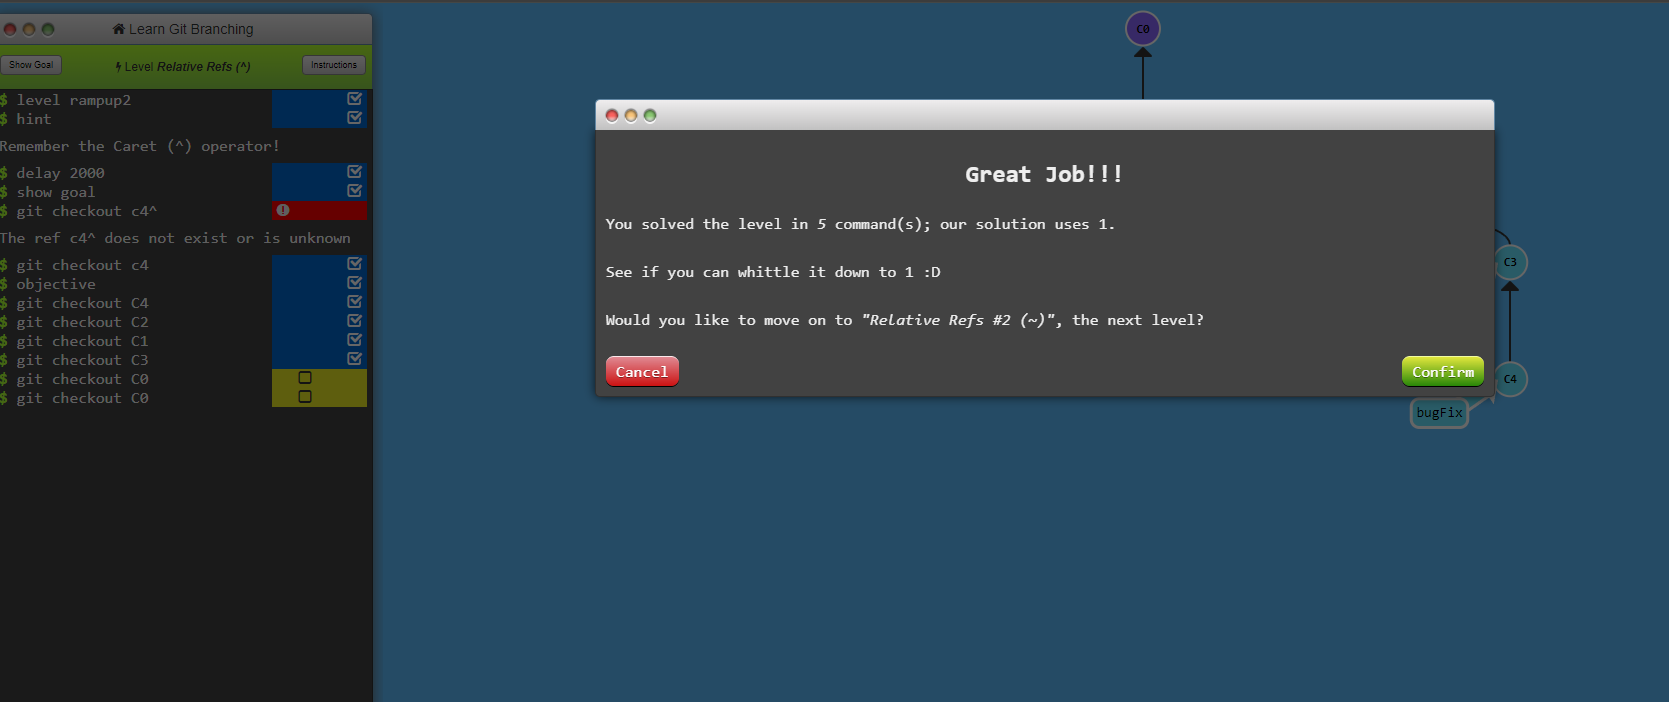 Learn Git Branching
Show Goal
Level Relative Refs (^)
Instructions
$ level rampup2
$ hint
Remember the Caret (^) operator!
$ delay 2000
$ show goal
$ git checkout c4^
The ref c4^ does not exist or is unknown
$ git checkout c4
$ objective
$ git checkout C4
$ git checkout C2
$ git checkout C1
$ git checkout C3
$ git checkout C0
$ git checkout C0
C0
Great Job!!!
You solved the level in 5 command(s); our solution uses 1.
See if you can whittle it down to 1 :D
Would you like to move on to "Relative Refs #2 (~)", the next level?
Cancel
Confirm
C3
C4
bugFix